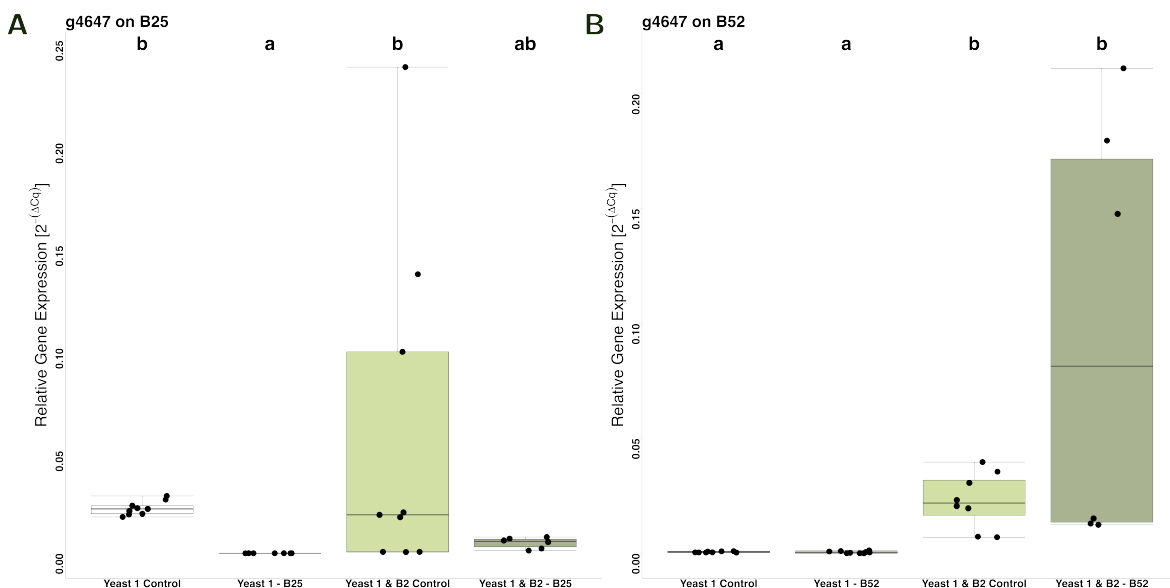 A
g4647 on B25
b a b ab
Relative Gene Expression [2^-(ΔCq)]
0.25
0.20
0.15
0.10
0.05
0.00
Yeast 1 Control Yeast 1 - B25 Yeast 1 & B2 Control Yeast 1 & B2 - B25
B
g4647 on B52
a a b b
Relative Gene Expression [2^-(ΔCq)]
0.20
0.15
0.10
0.05
0.00
Yeast 1 Control Yeast 1 - B52 Yeast 1 & B2 Control Yeast 1 & B2 - B52